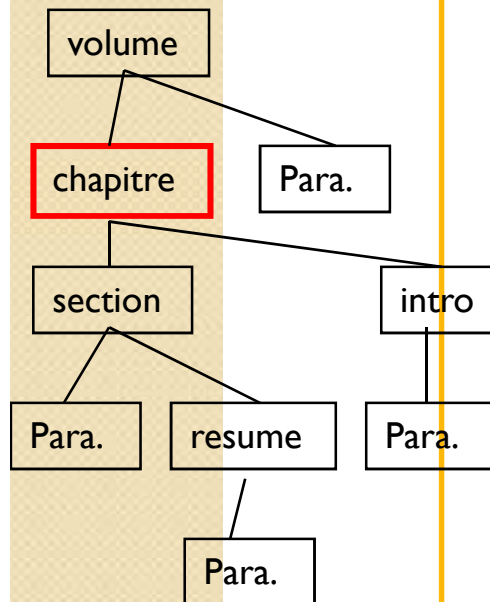 volume
chapitre
Para.
section
intro
Para.
resume
Para.
Para.